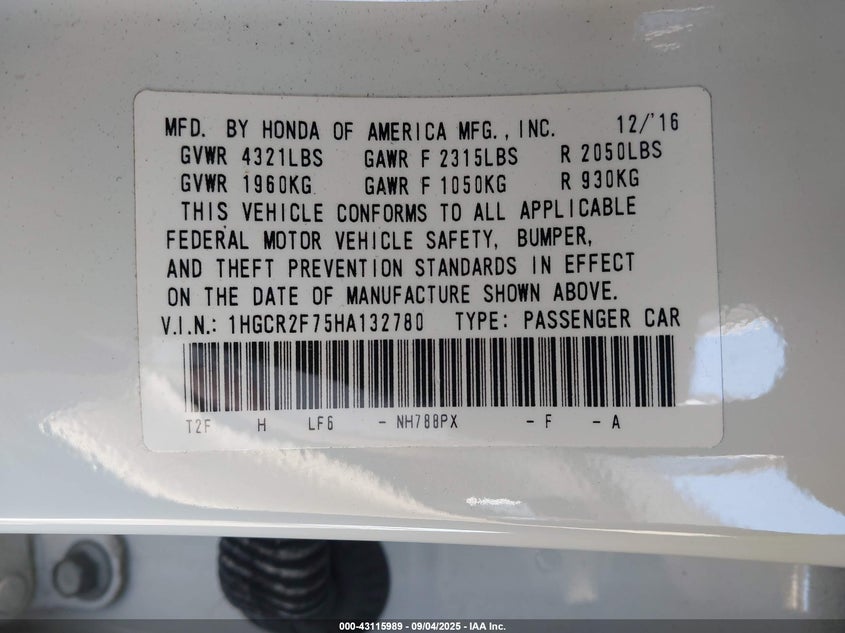 MFD. BY HONDA OF AMERICA MFG., INC. 12/'16
GVWR 4321LBS GAWR F 2315LBS R 2050LBS
GVWR 1960KG GAWR F 1050KG R 930KG
THIS VEHICLE CONFORMS TO ALL APPLICABLE
FEDERAL MOTOR VEHICLE SAFETY, BUMPER,
AND THEFT PREVENTION STANDARDS IN EFFECT
ON THE DATE OF MANUFACTURE SHOWN ABOVE.
V.I.N.: 1HGCR2F75HA132780 TYPE: PASSENGER CAR
T2F H LF6 - NH788PX - F - A
000-43115989 - 09/04/2025 - IAA Inc.